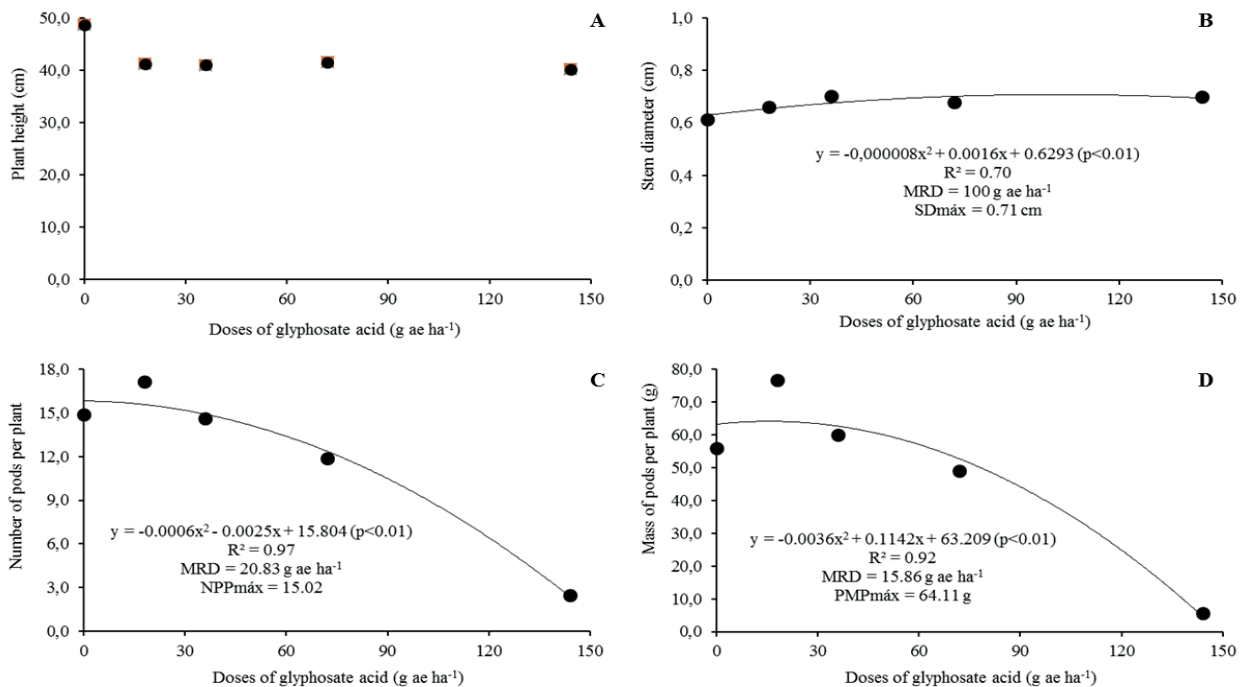 A
Plant height (cm)
50,0
40,0
30,0
20,0
10,0
0,0
0 30 60 90 120 150
Doses of glyphosate acid (g ae ha⁻¹)
B
Stem diameter (cm)
1,0
0,8
0,6
0,4
0,2
0,0
y = -0,000008x² + 0.0016x + 0.6293 (p<0.01)
R² = 0.70
MRD = 100 g ae ha⁻¹
SDmáx = 0.71 cm
0 30 60 90 120 150
Doses of glyphosate acid (g ae ha⁻¹)
C
Number of pods per plant
18,0
15,0
12,0
9,0
6,0
3,0
0,0
y = -0.0006x² - 0.0025x + 15.804 (p<0.01)
R² = 0.97
MRD = 20.83 g ae ha⁻¹
NPPmáx = 15.02
0 30 60 90 120 150
Doses of glyphosate acid (g ae ha⁻¹)
D
Mass of pods per plant (g)
80,0
70,0
60,0
50,0
40,0
30,0
20,0
10,0
0,0
y = -0.0036x² + 0.1142x + 63.209 (p<0.01)
R² = 0.92
MRD = 15.86 g ae ha⁻¹
PMPmáx = 64.11 g
0 30 60 90 120 150
Doses of glyphosate acid (g ae ha⁻¹)